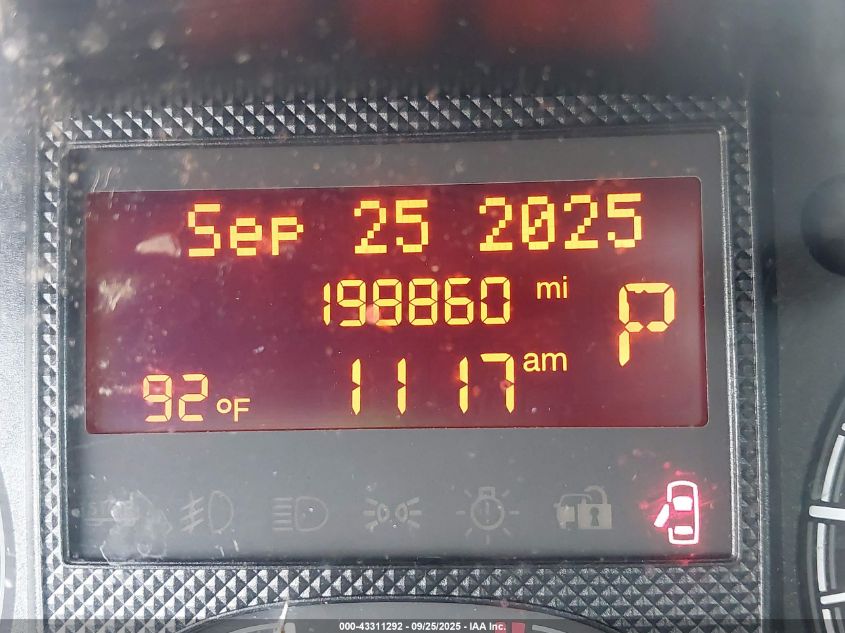 Sep 25 2025
198860 mi
P
92 °F 11 17 am
000-43311292 - 09/25/2025 - IAA Inc.